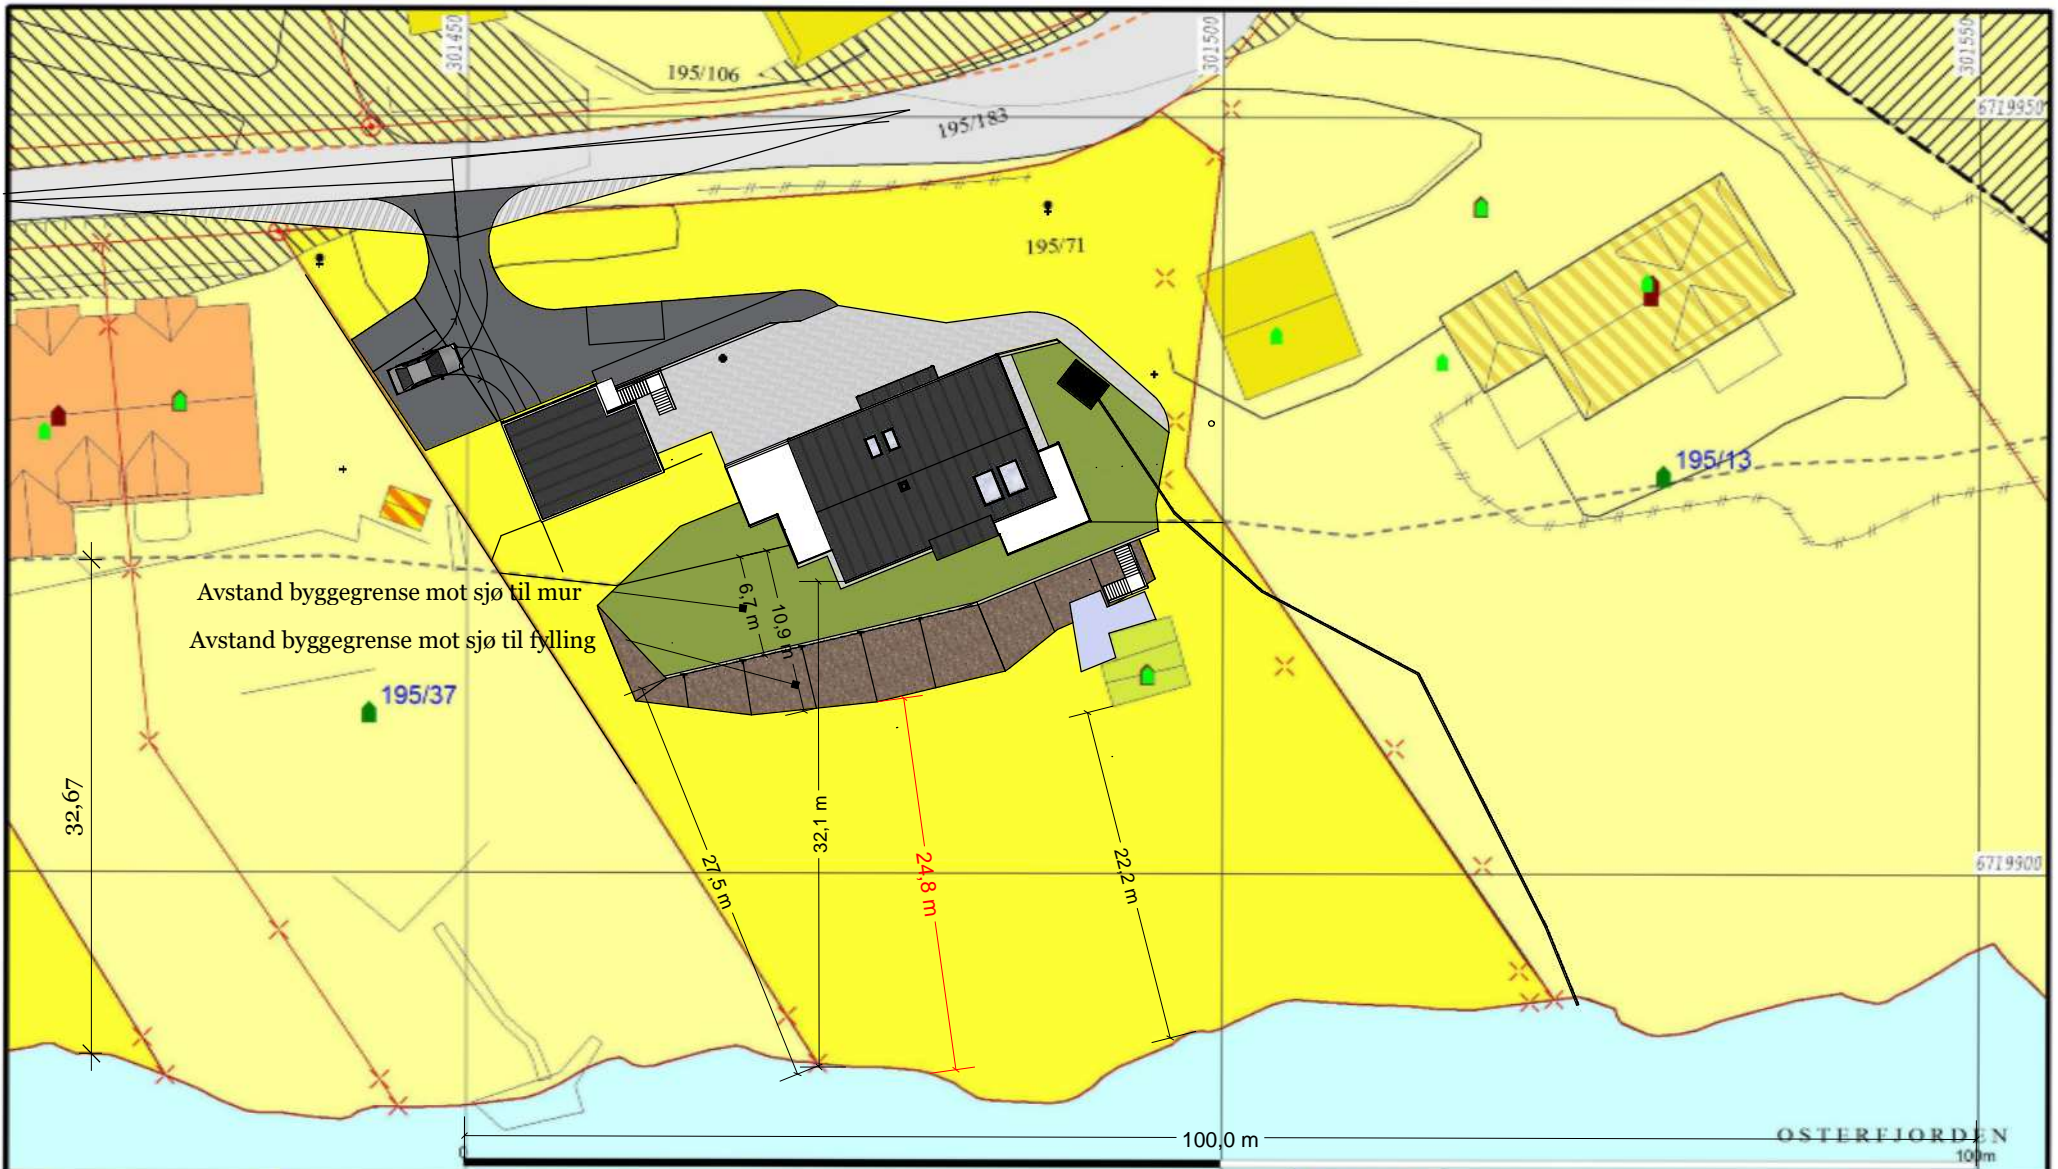 301450
301500
301550
195/106
195/183
6719950
195/71
195/13
Avstand byggegrense mot sjø til mur
6,7 m
10,9 m
Avstand byggegrense mot sjø til fylling
195/37
32,67
32,1 m
27,5 m
24,8 m
22,2 m
6719900
OSTERFJORDEN
100,0 m
0
100m